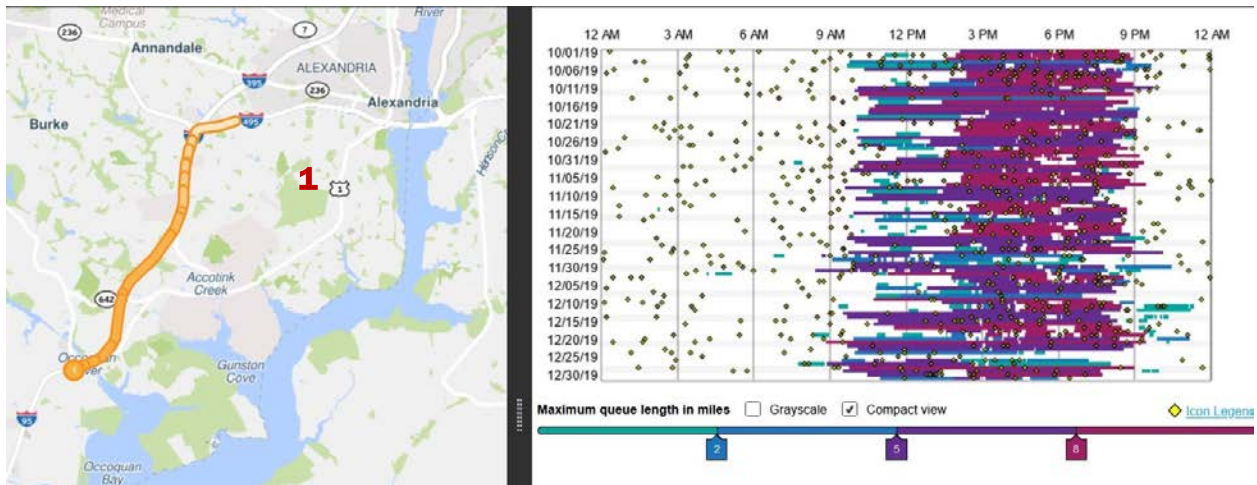 Medical
Campus
River
236
7
Annandale
395
ALEXANDRIA
236
Alexandria
495
Burke
1
1
Accotink
Creek
642
Gunston
Cove
95
Occoquan
Bay
12 AM 3 AM 6 AM 9 AM 12 PM 3 PM 6 PM 9 PM 12 AM
10/01/19
10/06/19
10/11/19
10/16/19
10/21/19
10/26/19
10/31/19
11/05/19
11/10/19
11/15/19
11/20/19
11/25/19
11/30/19
12/05/19
12/10/19
12/15/19
12/20/19
12/25/19
12/30/19
Maximum queue length in miles Grayscale Compact view Icon Legen
2 5 8